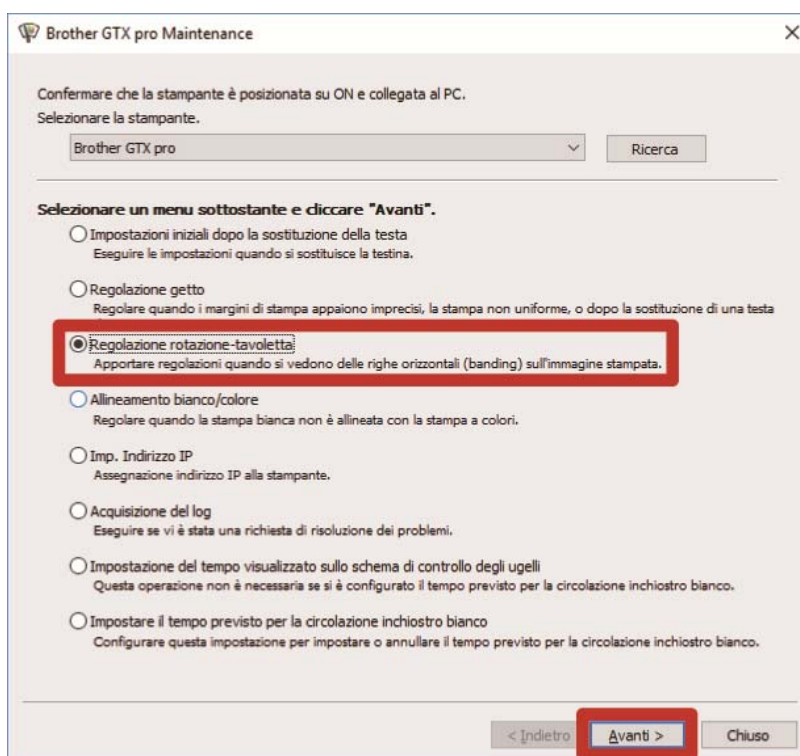 Brother GTX pro Maintenance
Confermare che la stampante è posizionata su ON e collegata al PC.
Selezionare la stampante.
Brother GTX pro
Ricerca
Selezionare un menu sottostante e cliccare "Avanti".
Impostazioni iniziali dopo la sostituzione della testa
Eseguire le impostazioni quando si sostituisce la testina.
Regolazione getto
Regolare quando i margini di stampa appaiono imprecisi, la stampa non uniforme, o dopo la sostituzione di una testa
Regolazione rotazione-tavoletta
Apportare regolazioni quando si vedono delle righe orizzontali (banding) sull'immagine stampata.
Allineamento bianco/colore
Regolare quando la stampa bianca non è allineata con la stampa a colori.
Imp. Indirizzo IP
Assegnazione indirizzo IP alla stampante.
Acquisizione del log
Eseguire se vi è stata una richiesta di risoluzione dei problemi.
Impostazione del tempo visualizzato sullo schema di controllo degli ugelli
Questa operazione non è necessaria se si è configurato il tempo previsto per la circolazione inchiostro bianco.
Impostare il tempo previsto per la circolazione inchiostro bianco
Configurare questa impostazione per impostare o annullare il tempo previsto per la circolazione inchiostro bianco.
< Indietro
Avanti >
Chiuso